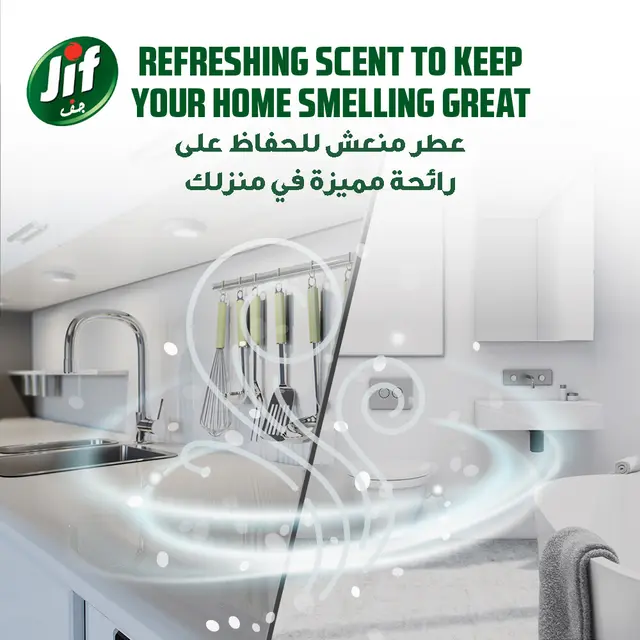 Jif
جف
REFRESHING SCENT TO KEEP
YOUR HOME SMELLING GREAT
عطر منعش للحفاظ على
رائحة مميزة في منزلك